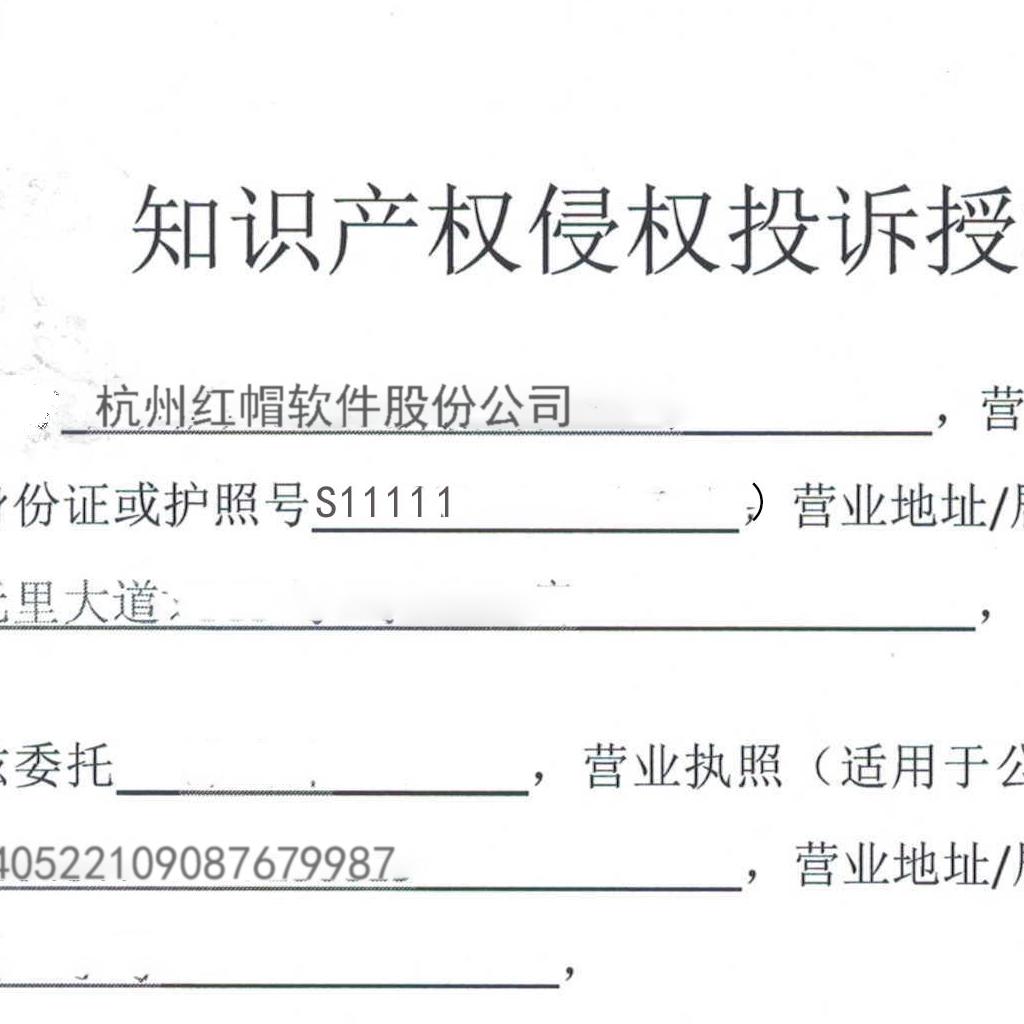 知识产权侵权投诉授
杭州红帽软件股份公司，营
份证或护照号S11111）营业地址/
里大道，
委托，营业执照（适用于公
40522109087679987，营业地址/
，